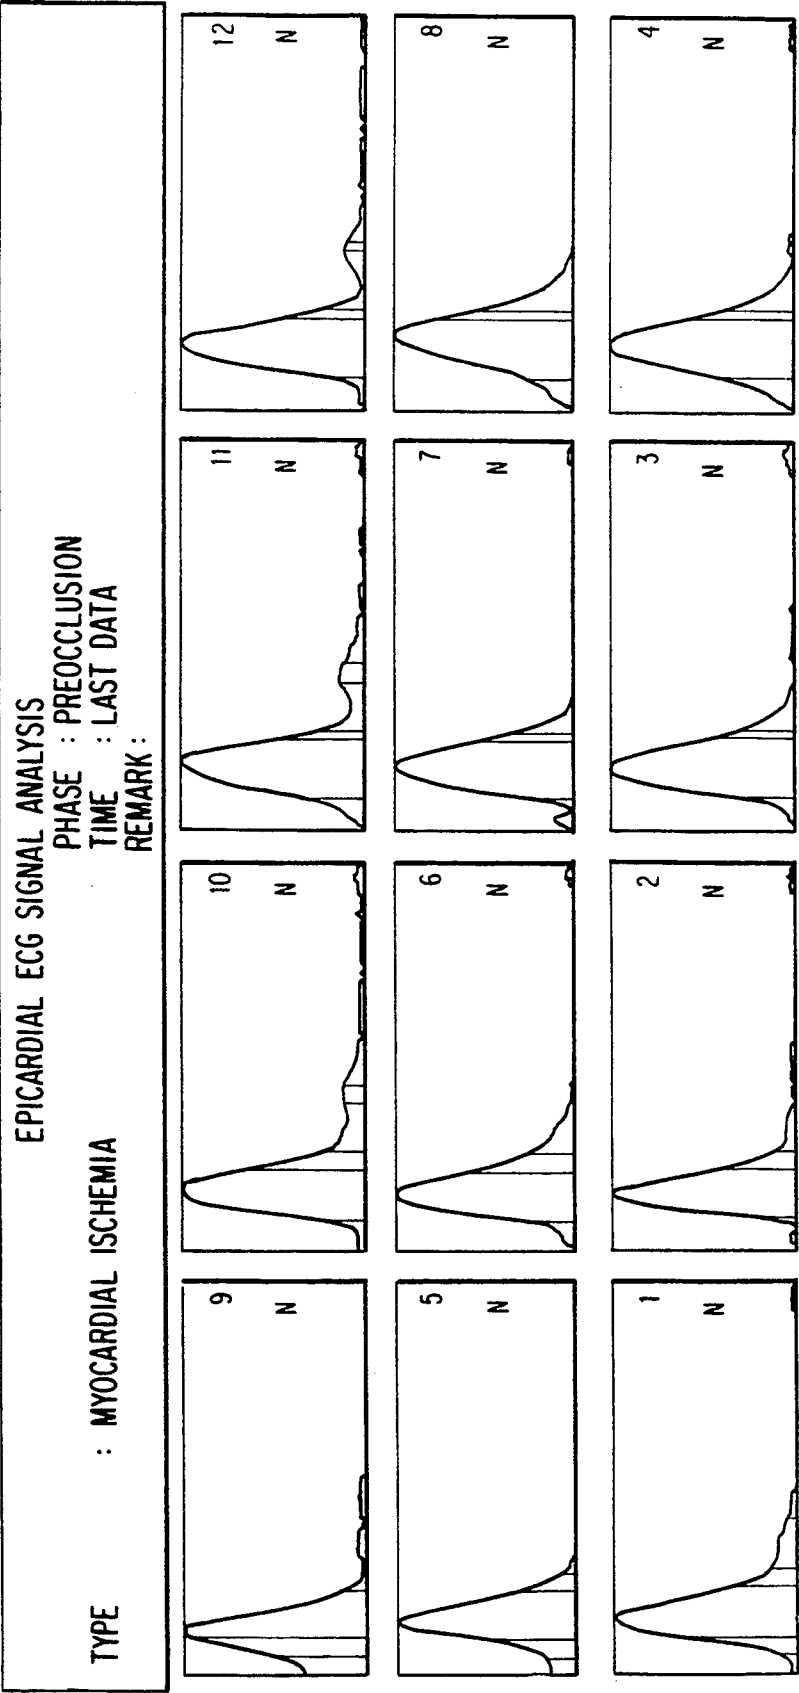 EPICARDIAL ECG SIGNAL ANALYSIS
PHASE : PREOCCLUSION
TYPE : MYOCARDIAL ISCHEMIA TIME : LAST DATA
REMARK :
9 10 11 12
N N N N
5 6 7 8
N N N N
1 2 3 4
N N N N